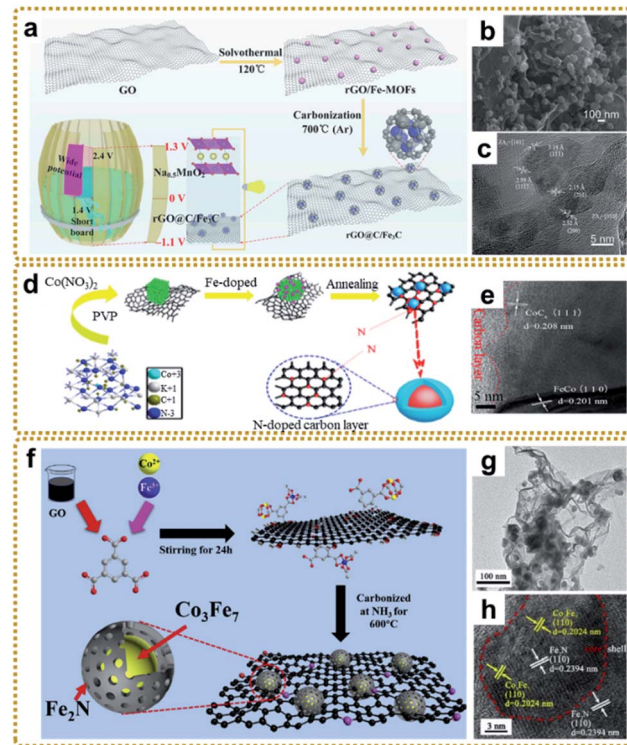 a
GO
Solvothermal
120℃
rGO/Fe-MOFs
Carbonization
700℃ (Ar)
Wide
potential
2.4 V
1.4 V
Short
board
1.3 V
Na0.5MnO2
0 V
rGO@C/Fe3C
-1.1 V
rGO@C/Fe3C
b
100 nm
c
5 nm
d
Co(NO3)2
PVP
Fe-doped
Annealing
Co+3
K+1
C+1
N-3
N
N
N-doped carbon layer
e
Carbon layer
CoCx (1 1 1)
d=0.208 nm
5 nm
FeCo (1 1 0)
d=0.201 nm
f
GO
Co2+
Fe3+
Stirring for 24h
Carbonized
at NH3 for
600°C
Co3Fe7
Fe2N
g
100 nm
h
(110)
d=0.2024 nm
shell
Fe2N
(110)
d=0.2394 nm
(110)
d=0.2024 nm
Fe2N
(110)
d=0.2394 nm
3 nm